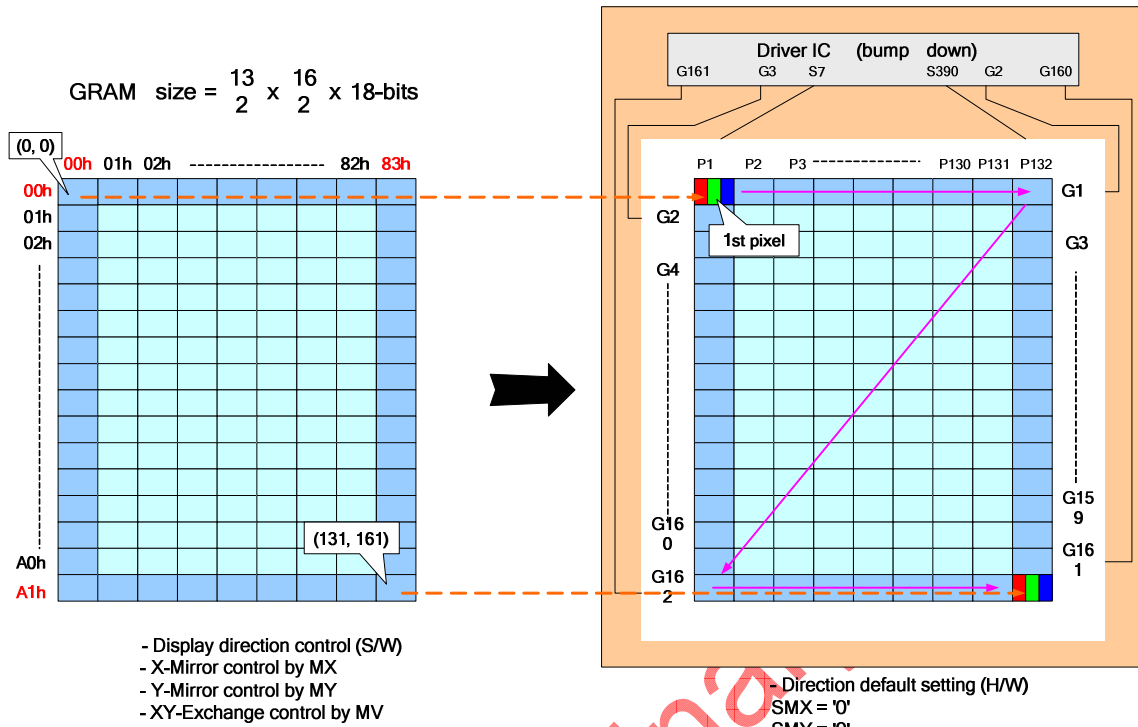 Driver IC (bump down)
G161 G3 S7 S390 G2 G160
GRAM size = 13/2 x 16/2 x 18-bits
(0, 0)
00h 01h 02h 82h 83h
00h
01h
02h
A0h
A1h
(131, 161)
P1 P2 P3 P130 P131 P132
G1
G2
1st pixel
G3
G4
G15
9
G16
0
G16
1
G16
2
- Display direction control (S/W)
- X-Mirror control by MX
- Y-Mirror control by MY
- XY-Exchange control by MV
- Direction default setting (H/W)
SMX = '0'